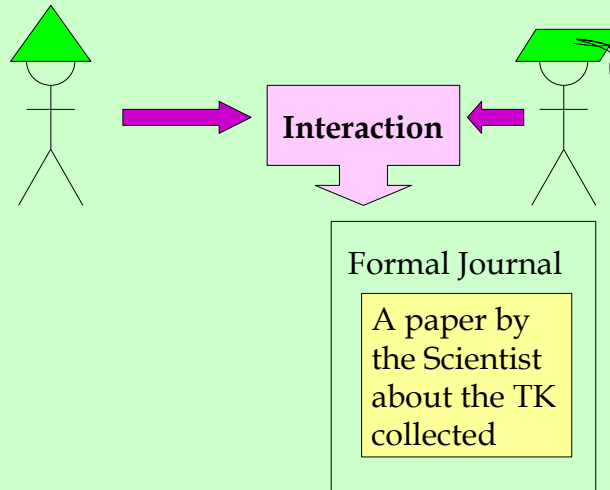 Interaction
Formal Journal
A paper by
the Scientist
about the TK
collected